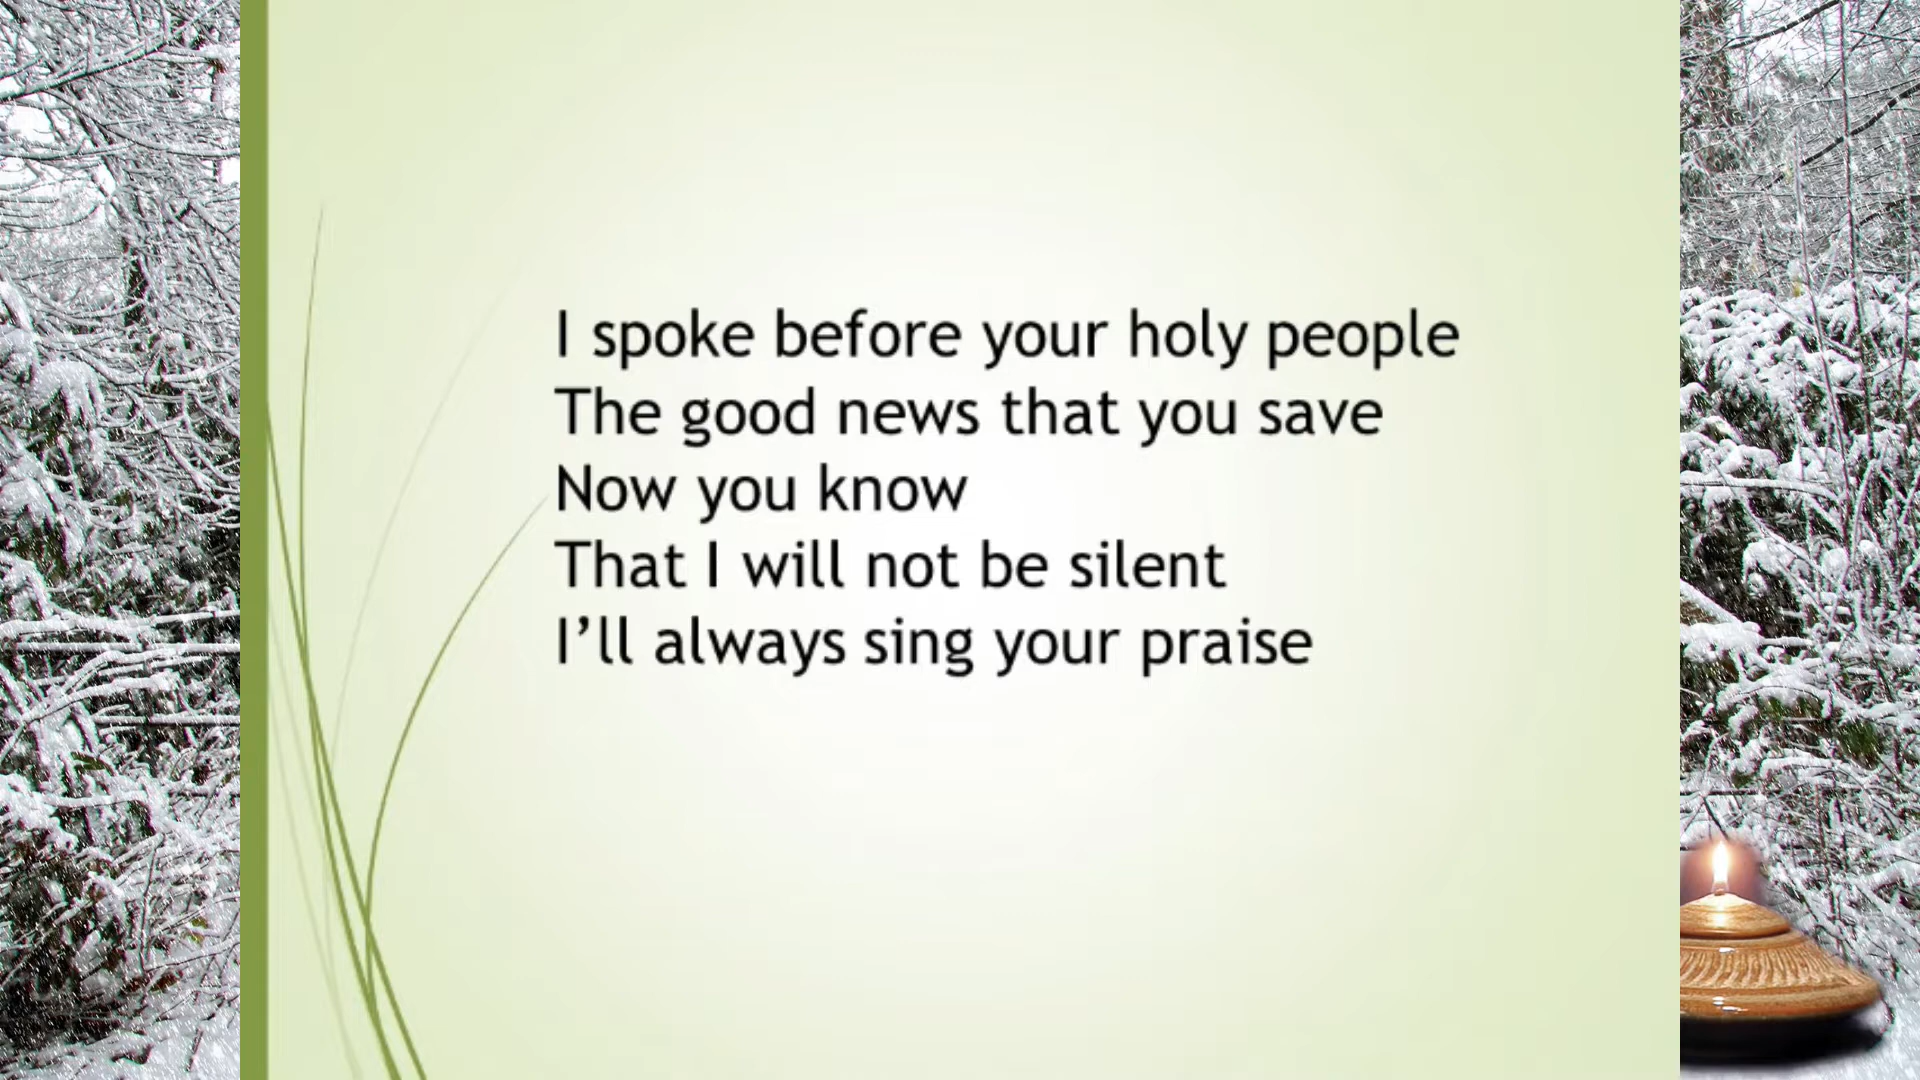 I spoke before your holy people
The good news that you save
Now you know
That I will not be silent
I’ll always sing your praise